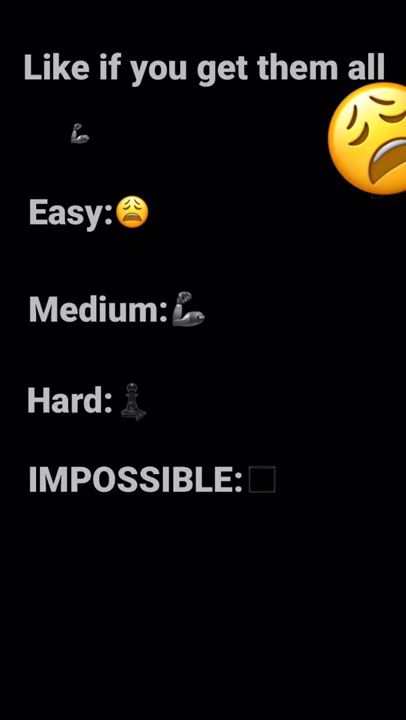 Like if you get them all
🦾
Easy:😩
Medium:🦾
Hard:♟️
IMPOSSIBLE:⬛